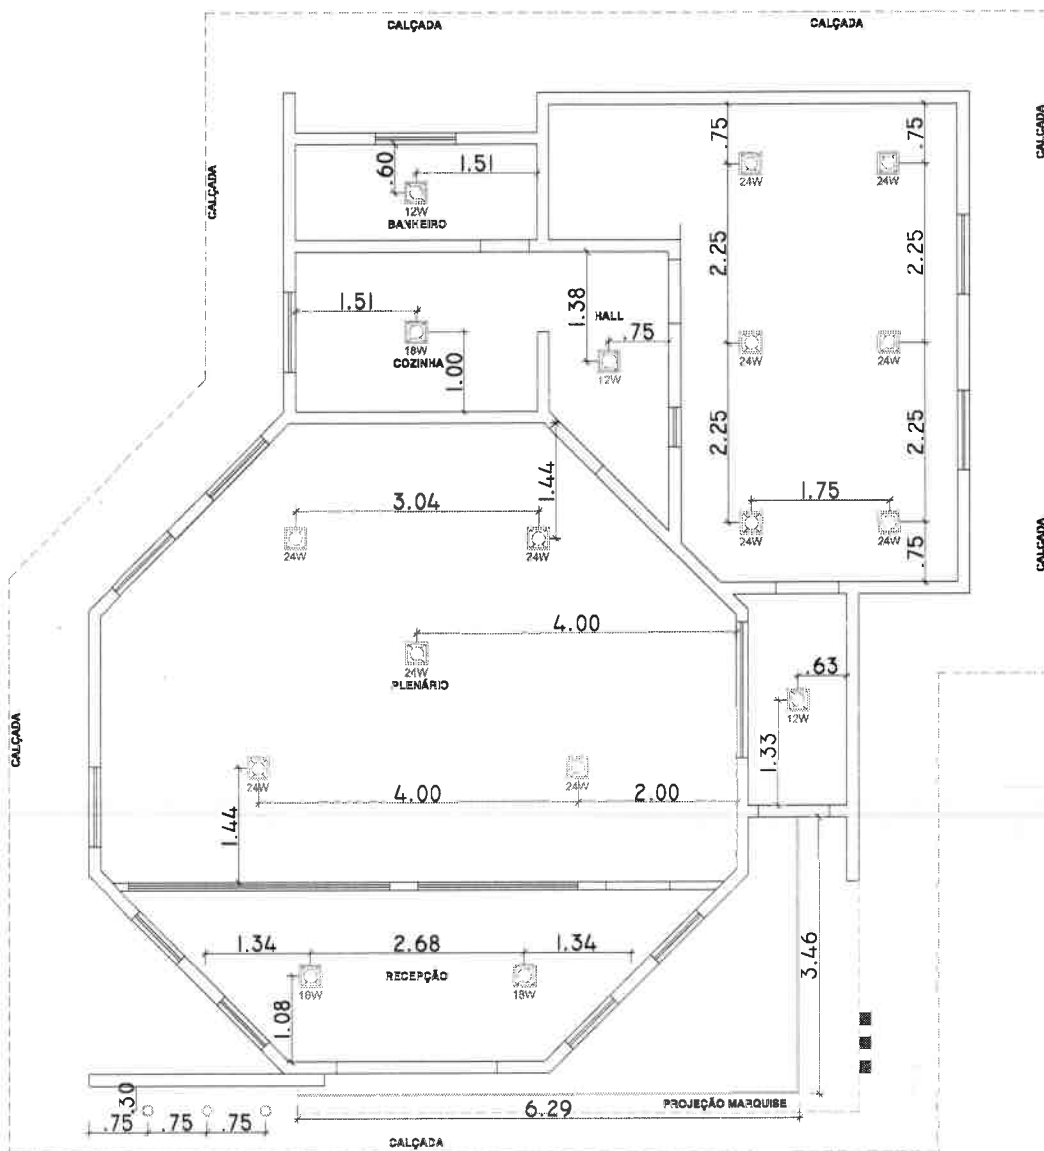 CALÇADA
CALÇADA
CALÇADA
CALÇADA
.60
1.51
12W
BANHEIRO
.75
.75
24W
24W
2.25
2.25
1.51
1.38
HALL
.75
18W
COZINHA
1.00
12W
24W
24W
2.25
2.25
1.44
3.04
24W
24W
1.75
24W
24W
.75
CALÇADA
4.00
24W
PLENÁRIO
.63
12W
1.33
CALÇADA
24W
24W
4.00
2.00
1.44
1.34
2.68
1.34
RECEPÇÃO
18W
18W
1.08
3.46
.30
.75
.75
.75
6.29
PROJEÇÃO MARQUISE
CALÇADA